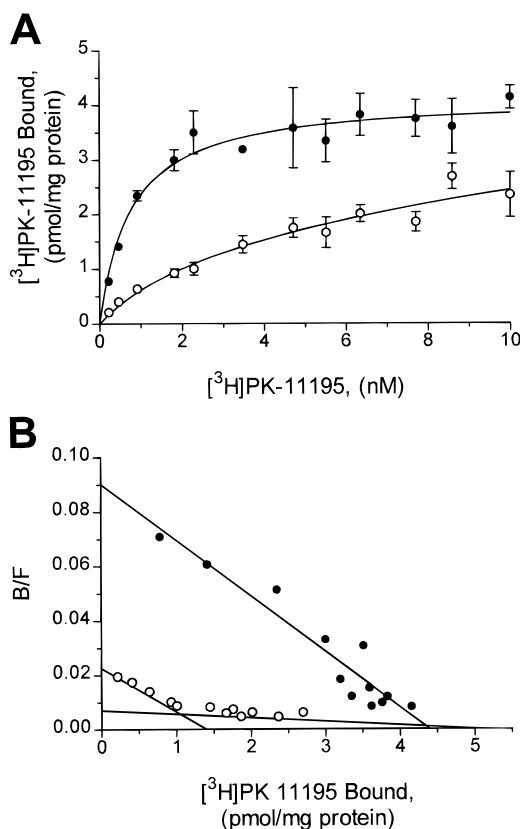 A
[³H]PK-11195 Bound,
(pmol/mg protein)
5
4
3
2
1
0
0 2 4 6 8 10
[³H]PK-11195, (nM)
B
B/F
0.10
0.08
0.06
0.04
0.02
0.00
0 1 2 3 4 5
[³H]PK 11195 Bound,
(pmol/mg protein)